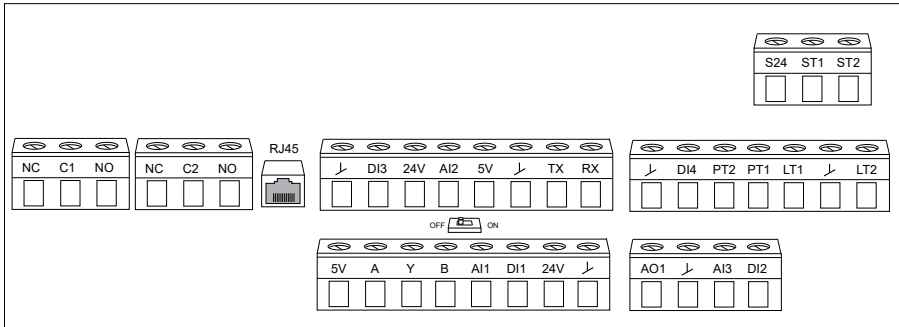 S24 ST1 ST2
RJ45
NC C1 NO NC C2 NO DI3 24V AI2 5V TX RX DI4 PT2 PT1 LT1 LT2
OFF ON
5V A Y B AI1 DI1 24V AO1 AI3 DI2